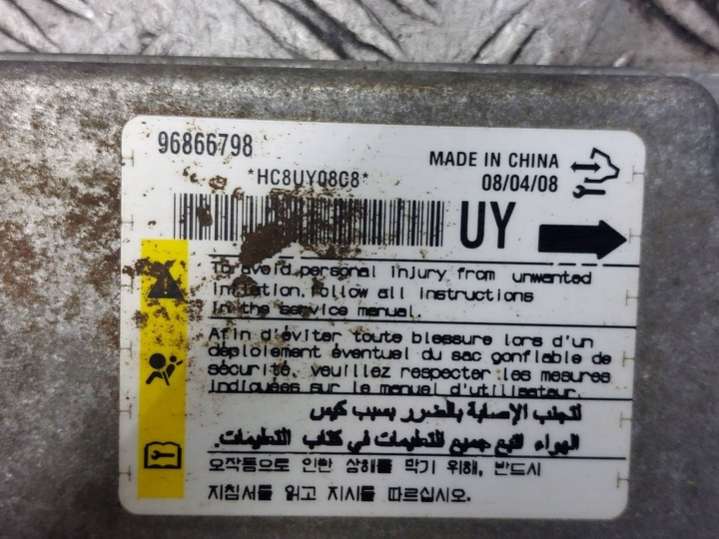 96866798
MADE IN CHINA
*HC8UY08C8*
08/04/08
UY
To avoid personal injury from unwanted
inflation, follow all instructions
in the service manual.
Afin d'éviter toute blessure lors d'un
déploiement éventuel du sac gonflable de
sécurité, veuillez respecter les mesures
indiquées sur le manuel d'utilisateur.
لتجنب الإصابة بالضرر بسبب كيس
الهواء اتبع جميع التعليمات في كتاب التعليمات.
오작동으로 인한 상해를 막기 위해, 반드시
지침서를 읽고 지시를 따르십시오.